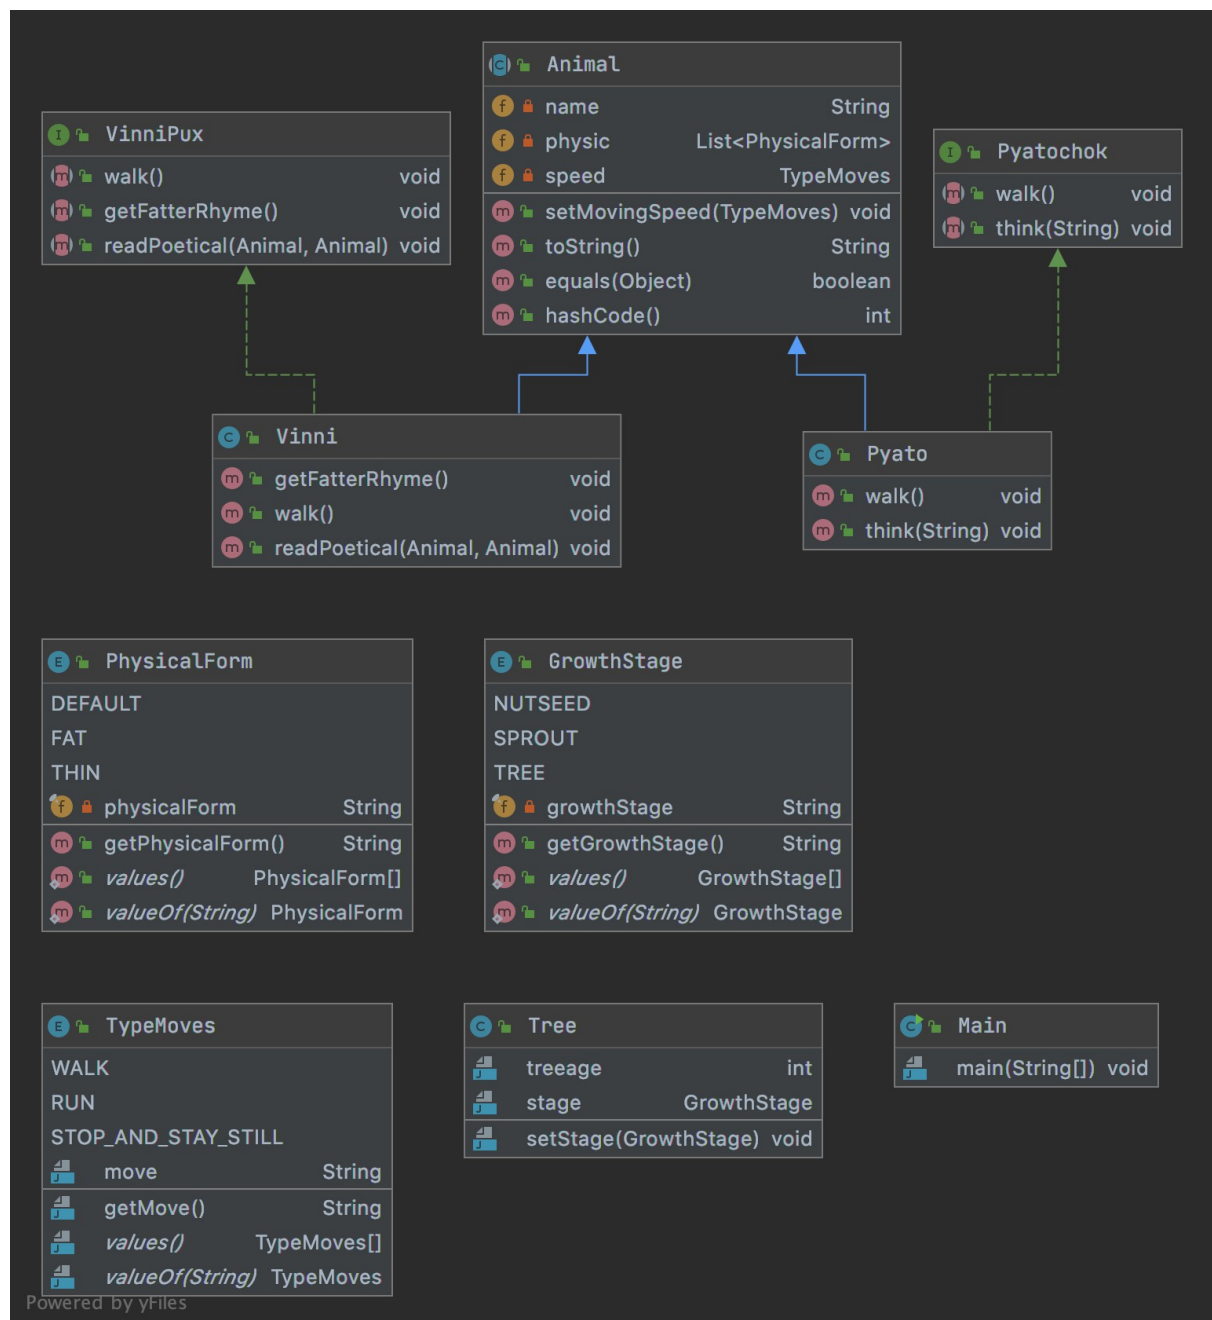 VinniPux
walk() void
getFatterRhyme() void
readPoetical(Animal, Animal) void
Animal
name String
physic List<PhysicalForm>
speed TypeMoves
setMovingSpeed(TypeMoves) void
toString() String
equals(Object) boolean
hashCode() int
Pyatochok
walk() void
think(String) void
Vinni
getFatterRhyme() void
walk() void
readPoetical(Animal, Animal) void
Pyato
walk() void
think(String) void
PhysicalForm
DEFAULT
FAT
THIN
physicalForm String
getPhysicalForm() String
values() PhysicalForm[]
valueOf(String) PhysicalForm
GrowthStage
NUTSEED
SPROUT
TREE
growthStage String
getGrowthStage() String
values() GrowthStage[]
valueOf(String) GrowthStage
TypeMoves
WALK
RUN
STOP_AND_STAY_STILL
move String
getMove() String
values() TypeMoves[]
valueOf(String) TypeMoves
Tree
treeage int
stage GrowthStage
setStage(GrowthStage) void
Main
main(String[]) void
Powered by yFiles